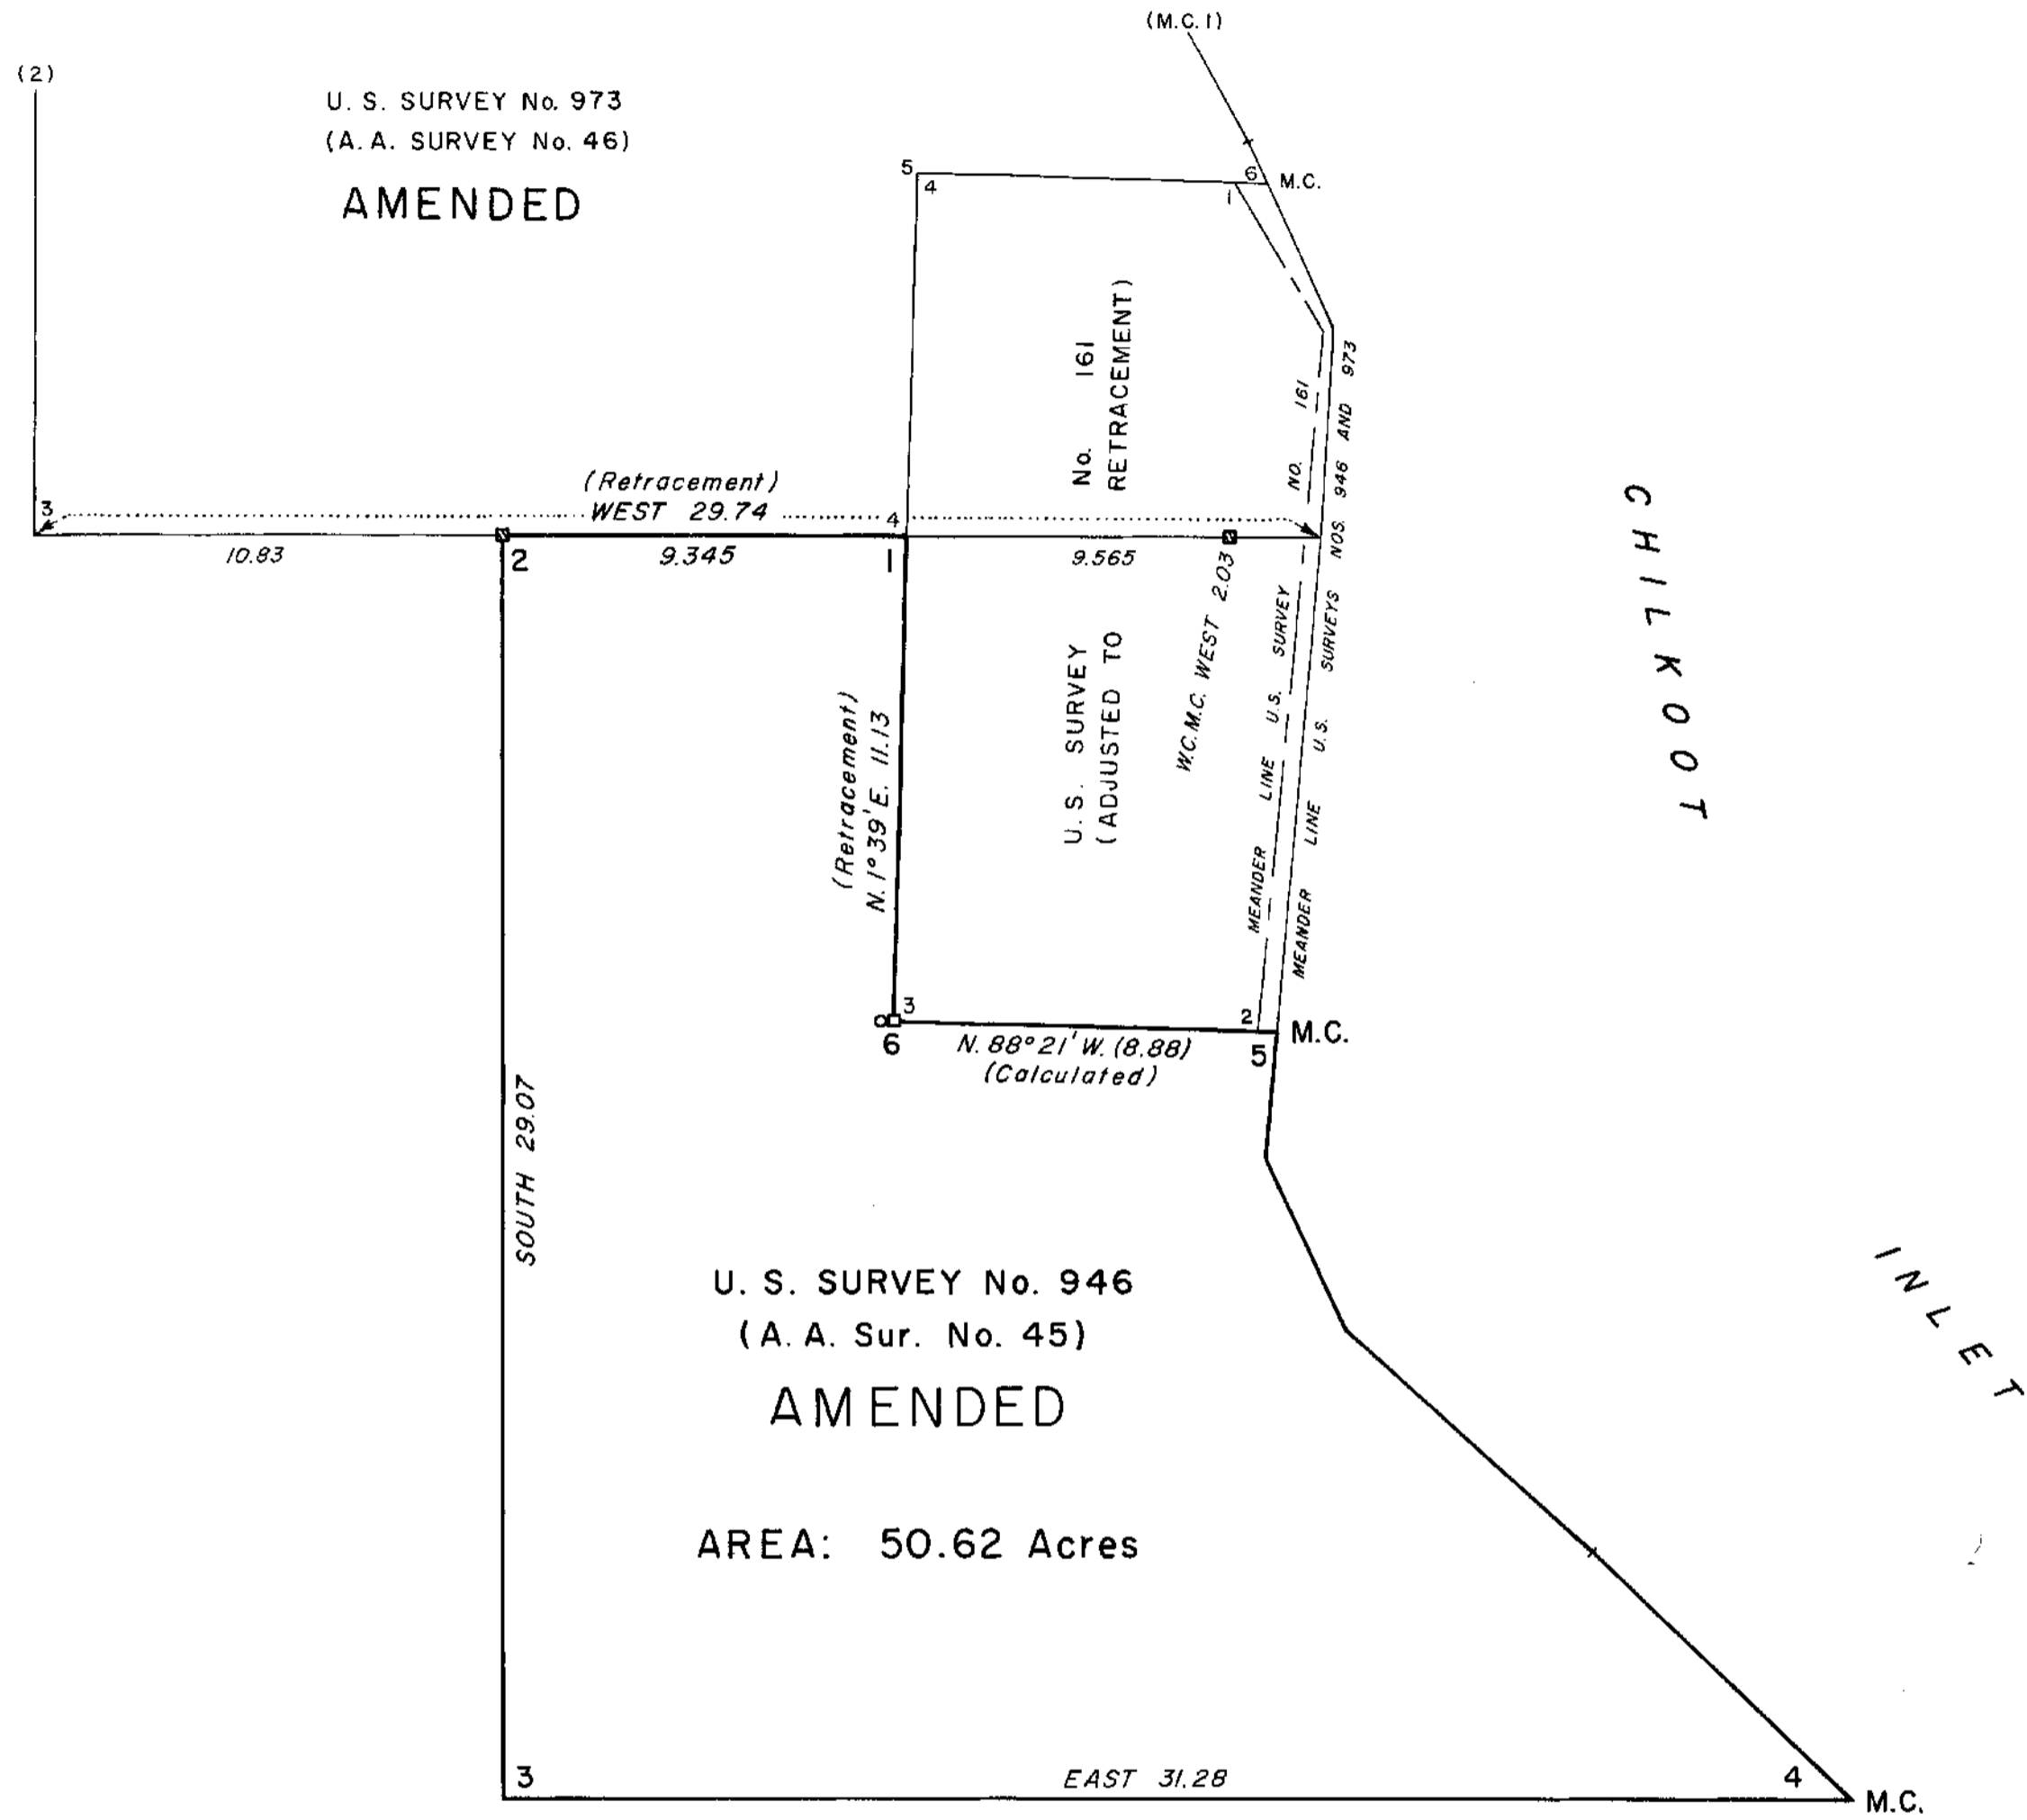 (M.C. 1)
(2)
U. S. SURVEY No. 973
(A. A. SURVEY No. 46)
AMENDED
5
4
6
M.C.
1
No. 161
RETRACEMENT)
NO. 161
NOS. 946 AND 973
(Retracement)
WEST 29.74
3
4
10.83
2
9.345
1
9.565
W.C.M.C. WEST 2.03
U.S. SURVEY
(ADJUSTED TO
MEANDER LINE U.S. SURVEY
MEANDER LINE U.S. SURVEYS
CHILKOOT
(Retracement)
N. 1° 39' E. 11.13
3
6
2
5
M.C.
N. 88° 21' W. (8.88)
(Calculated)
SOUTH 29.07
INLET
U. S. SURVEY No. 946
(A. A. Sur. No. 45)
AMENDED
AREA: 50.62 Acres
3
EAST 31.28
4
M.C.